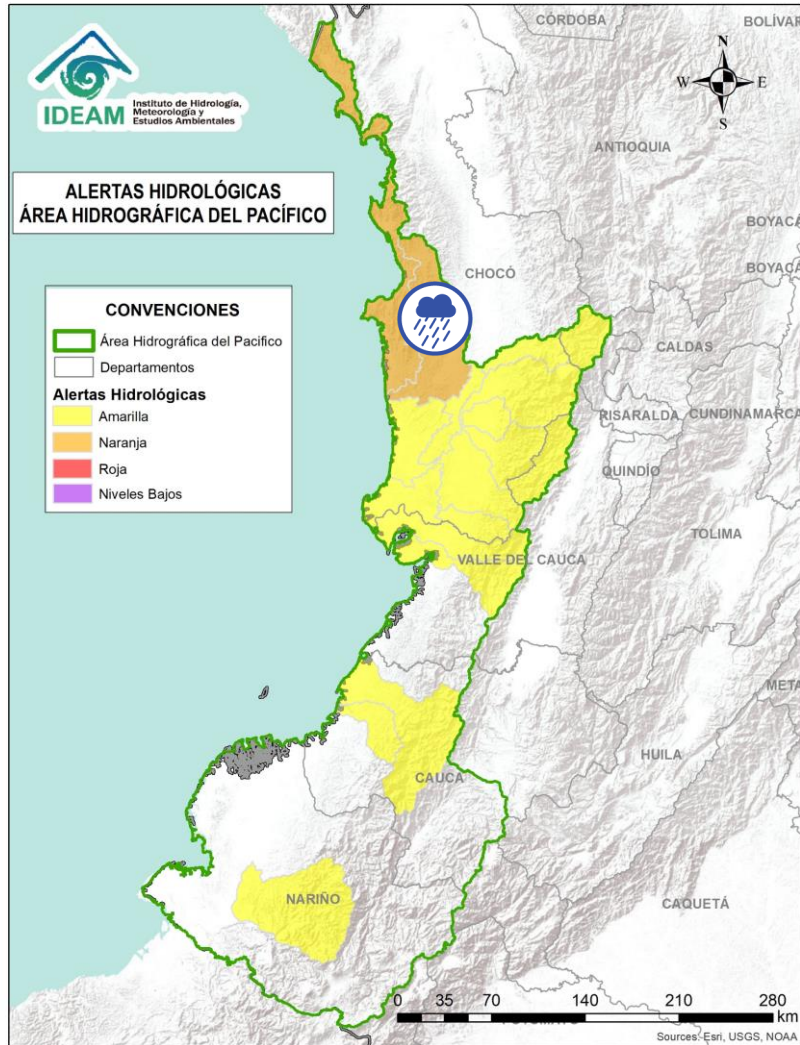 CÓRDOBA
BOLÍVAR
IDEAM
Instituto de Hidrología,
Meteorología y
Estudios Ambientales
N
W E
S
ANTIOQUIA
ALERTAS HIDROLÓGICAS
ÁREA HIDROGRÁFICA DEL PACÍFICO
BOYACÁ
CHOCÓ
BOYACÁ
CONVENCIONES
Área Hidrográfica del Pacifico
Departamentos
Alertas Hidrológicas
Amarilla
Naranja
Roja
Niveles Bajos
CALDAS
RISARALDA
CUNDINAMARCA
QUINDÍO
TOLIMA
VALLE DEL CAUCA
META
HUILA
CAUCA
NARIÑO
CAQUETÁ
0 35 70 140 210 280
km
Sources: Esri, USGS, NOAA